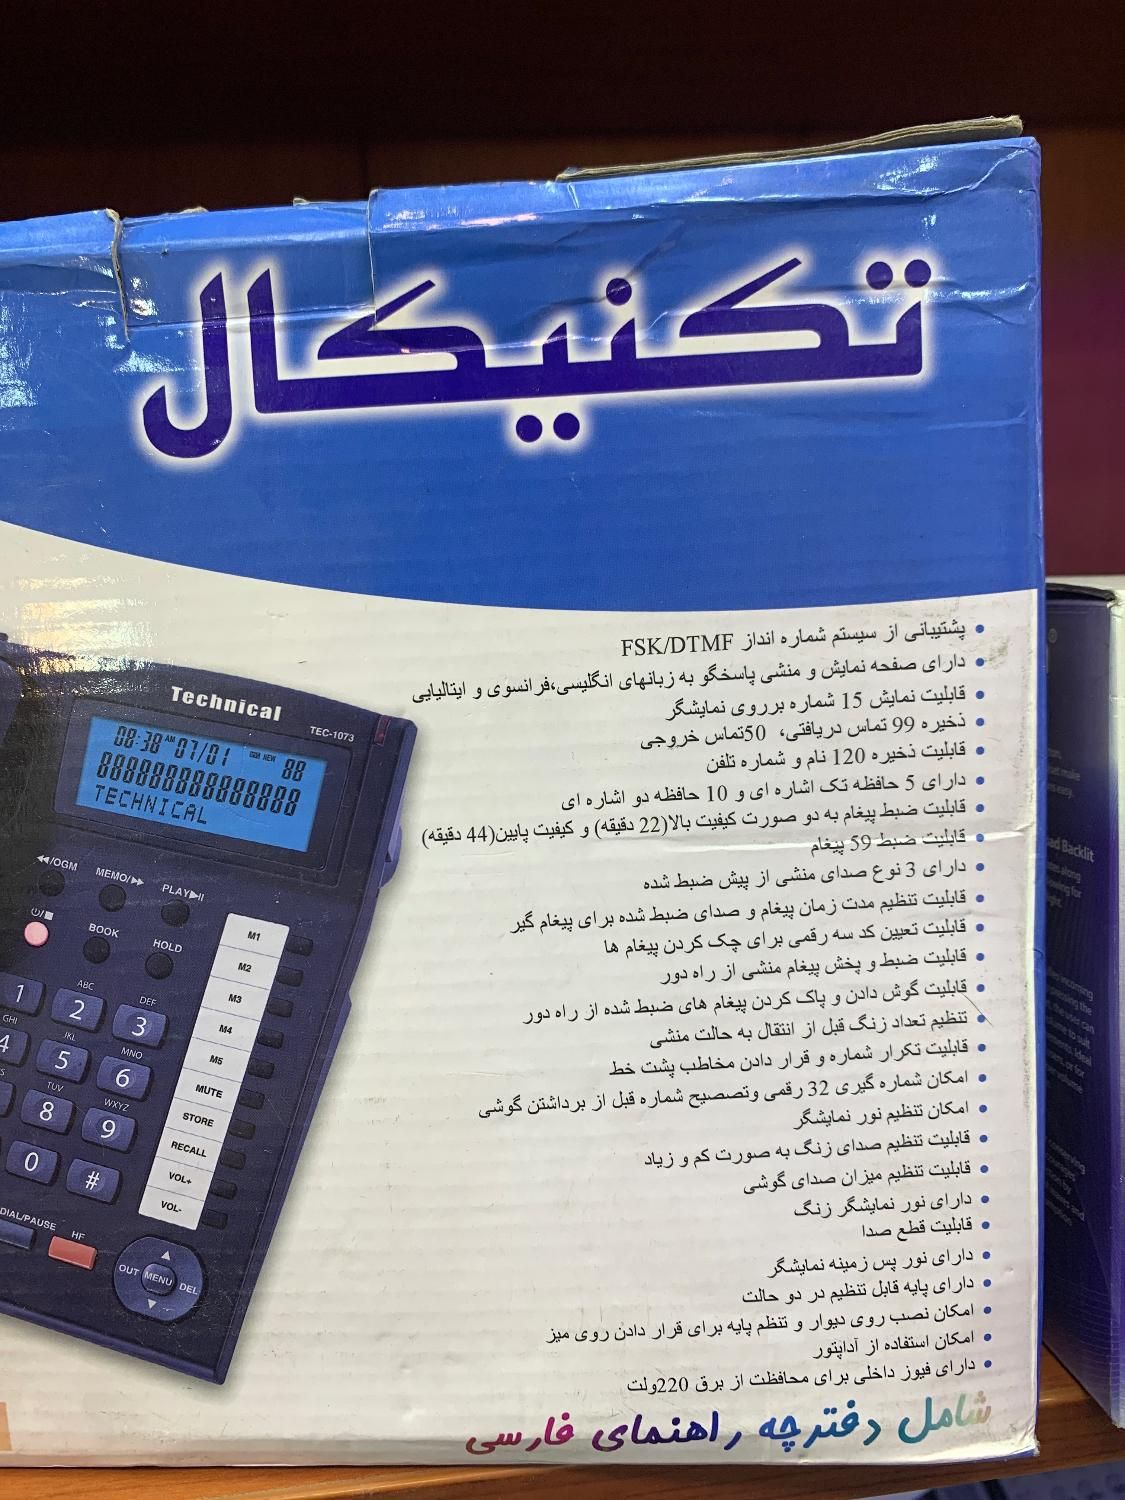 تکنیکال
پشتیبانی از سیستم شماره انداز FSK/DTMF
دارای صفحه نمایش و منشی پاسخگو به زبانهای انگلیسی،فرانسوی و ایتالیایی
قابلیت نمایش 15 شماره برروی نمایشگر
ذخیره 99 تماس دریافتی، 50تماس خروجی
قابلیت ذخیره 120 نام و شماره تلفن
دارای 5 حافظه تک اشاره ای و 10 حافظه دو اشاره ای
قابلیت ضبط پیغام به دو صورت کیفیت بالا(22 دقیقه) و کیفیت پایین(44 دقیقه)
قابلیت ضبط 59 پیغام
دارای 3 نوع صدای منشی از پیش ضبط شده
قابلیت تنظیم مدت زمان پیغام و صدای ضبط شده برای پیغام گیر
قابلیت تعیین کد سه رقمی برای چک کردن پیغام ها
قابلیت ضبط و پخش پیغام منشی از راه دور
قابلیت گوش دادن و پاک کردن پیغام های ضبط شده از راه دور
تنظیم تعداد زنگ قبل از انتقال به حالت منشی
قابلیت تکرار شماره و قرار دادن مخاطب پشت خط
امکان شماره گیری 32 رقمی وتصصیح شماره قبل از برداشتن گوشی
امکان تنظیم نور نمایشگر
قابلیت تنظیم صدای زنگ به صورت کم و زیاد
قابلیت تنظیم میزان صدای گوشی
دارای نور نمایشگر زنگ
قابلیت قطع صدا
دارای نور پس زمینه نمایشگر
دارای پایه قابل تنظیم در دو حالت
امکان نصب روی دیوار و تنظم پایه برای قرار دادن روی میز
امکان استفاده از آداپتور
دارای فیوز داخلی برای محافظت از برق 220ولت
شامل دفترچه راهنمای فارسی
Technical
TEC-1073
08:38 AM 07/01 NEW 88
888888888888888
TECHNICAL
◀◀/OGM MEMO/▶▶ PLAY▶II
⏻/■ BOOK HOLD
M1
M2
M3
M4
M5
MUTE
STORE
RECALL
VOL+
VOL-
1 ABC 2 DEF 3
GHI 4 JKL 5 MNO 6
TUV 8 WXYZ 9
0 #
DIAL/PAUSE HF
OUT MENU DEL
ad Backlit